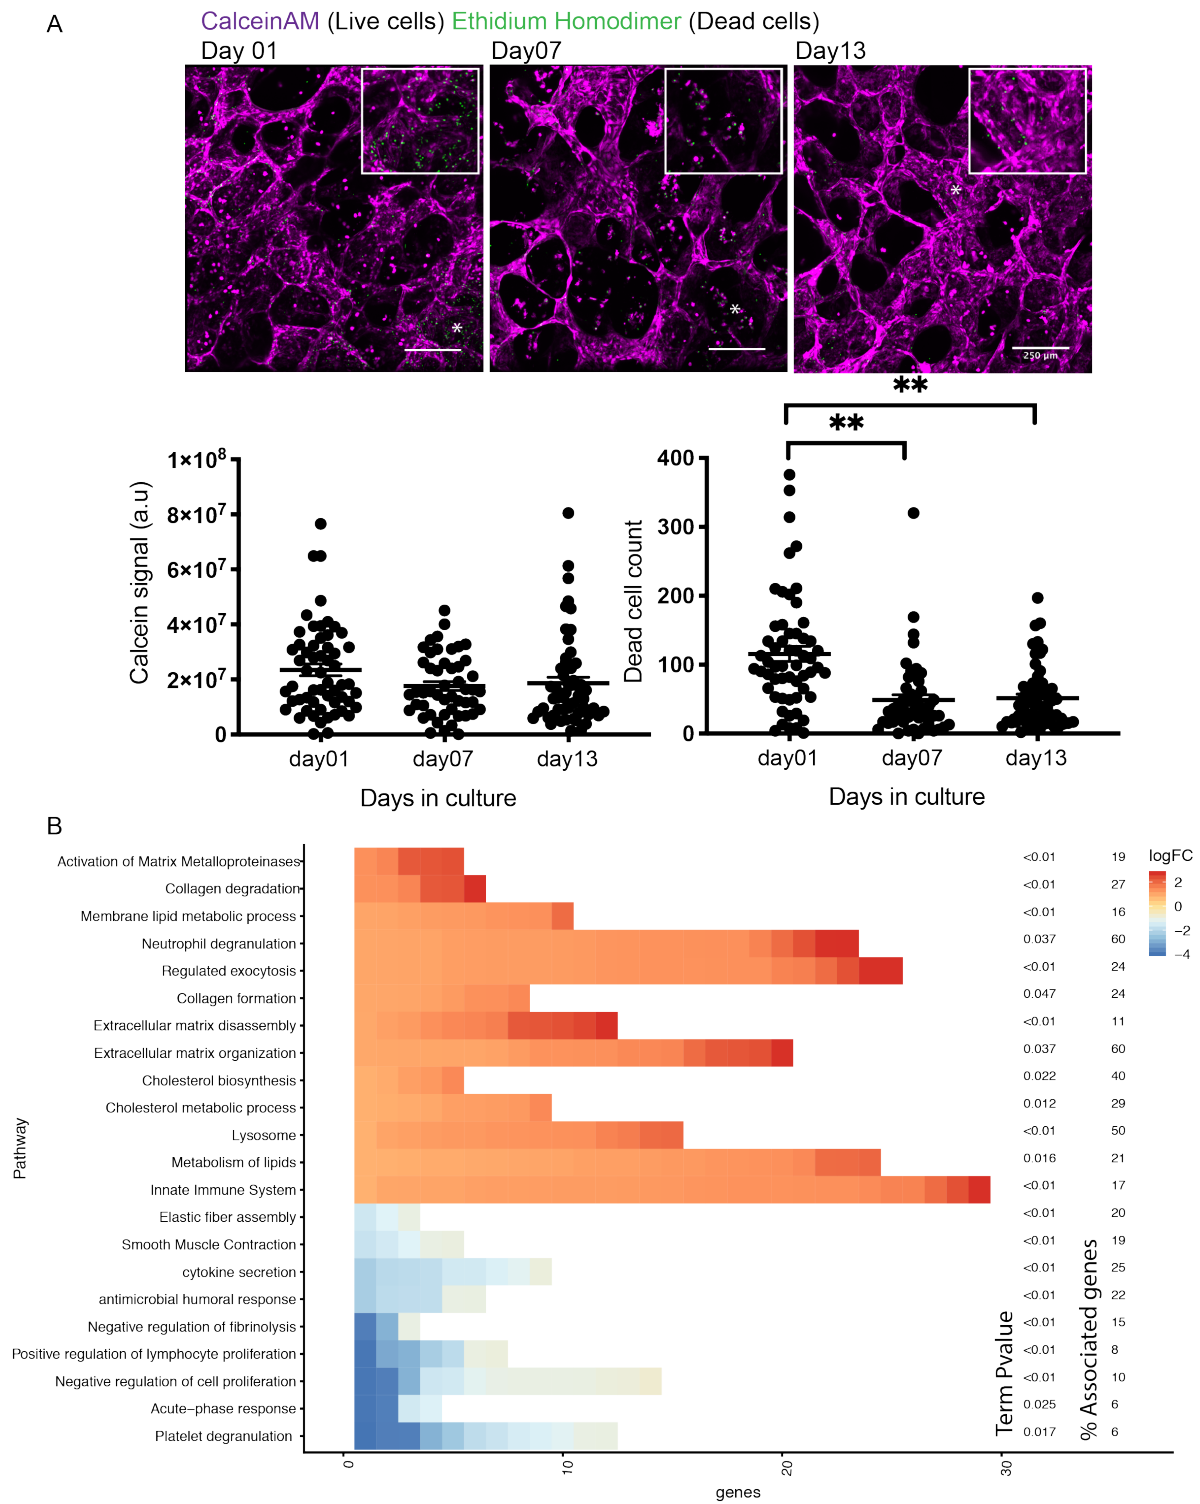 A
CalceinAM (Live cells) Ethidium Homodimer (Dead cells)
Day 01
Day07
Day13
*
*
*
250 µm
**
**
Calcein signal (a.u)
1×10⁸
8×10⁷
6×10⁷
4×10⁷
2×10⁷
0
day01
day07
day13
Days in culture
Dead cell count
400
300
200
100
0
day01
day07
day13
Days in culture
B
Pathway
Activation of Matrix Metalloproteinases <0.01 19
Collagen degradation <0.01 27
Membrane lipid metabolic process <0.01 16
Neutrophil degranulation 0.037 60
Regulated exocytosis <0.01 24
Collagen formation 0.047 24
Extracellular matrix disassembly <0.01 11
Extracellular matrix organization 0.037 60
Cholesterol biosynthesis 0.022 40
Cholesterol metabolic process 0.012 29
Lysosome <0.01 50
Metabolism of lipids 0.016 21
Innate Immune System <0.01 17
Elastic fiber assembly <0.01 20
Smooth Muscle Contraction <0.01 19
cytokine secretion <0.01 25
antimicrobial humoral response <0.01 22
Negative regulation of fibrinolysis <0.01 15
Positive regulation of lymphocyte proliferation <0.01 8
Negative regulation of cell proliferation <0.01 10
Acute−phase response 0.025 6
Platelet degranulation 0.017 6
Term Pvalue
% Associated genes
0
10
20
30
genes
logFC
2
0
−2
−4